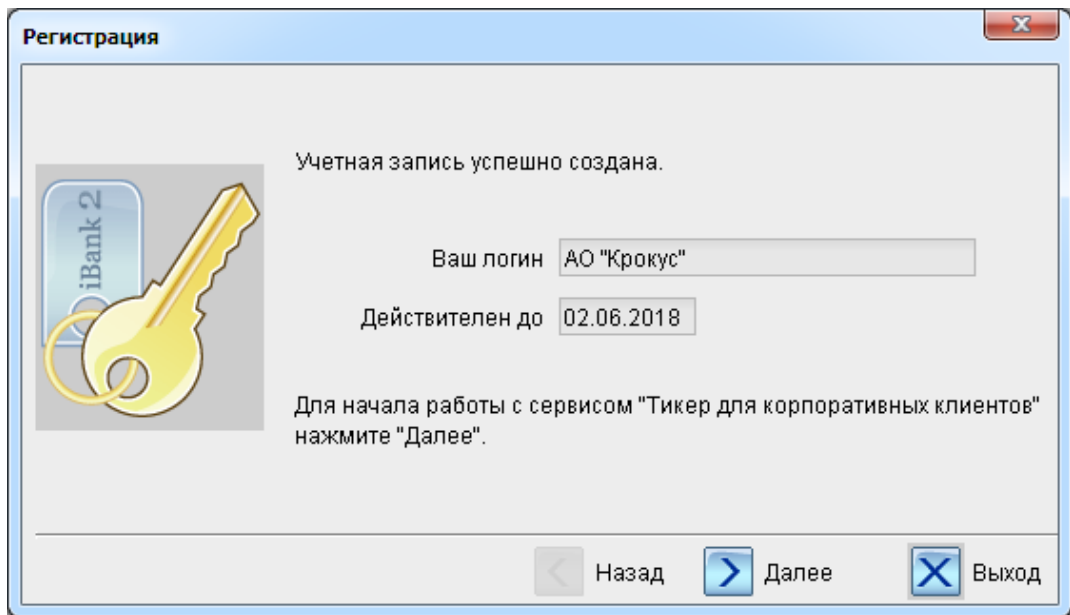 Регистрация
iBank 2
Учетная запись успешно создана.
Ваш логин АО "Крокус"
Действителен до 02.06.2018
Для начала работы с сервисом "Тикер для корпоративных клиентов"
нажмите "Далее".
Назад Далее Выход